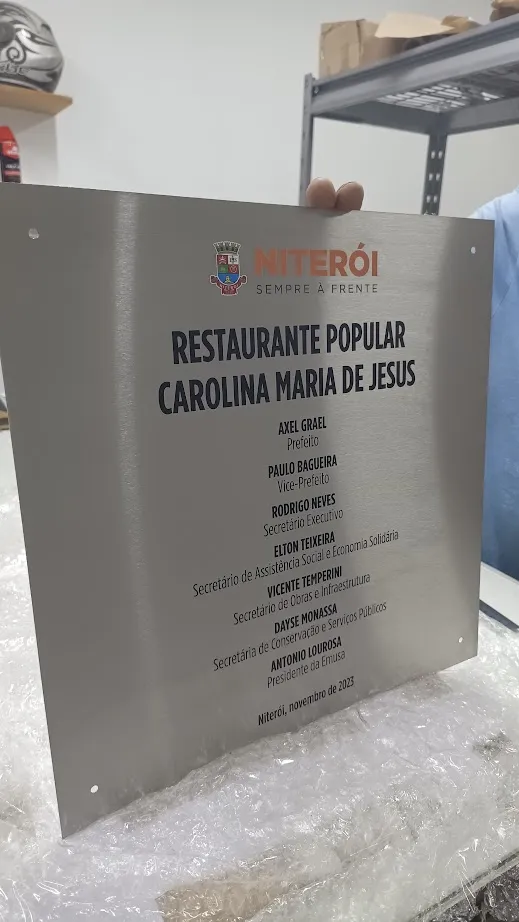 NITERÓI
SEMPRE À FRENTE
RESTAURANTE POPULAR
CAROLINA MARIA DE JESUS
AXEL GRAEL
Prefeito
PAULO BAGUEIRA
Vice-Prefeito
RODRIGO NEVES
Secretário Executivo
ELTON TEIXEIRA
Secretário de Assistência Social e Economia Solidária
VICENTE TEMPERINI
Secretário de Obras e Infraestrutura
DAYSE MONASSA
Secretária de Conservação e Serviços Públicos
ANTONIO LOUROSA
Presidente da Emusa
Niterói, novembro de 2023